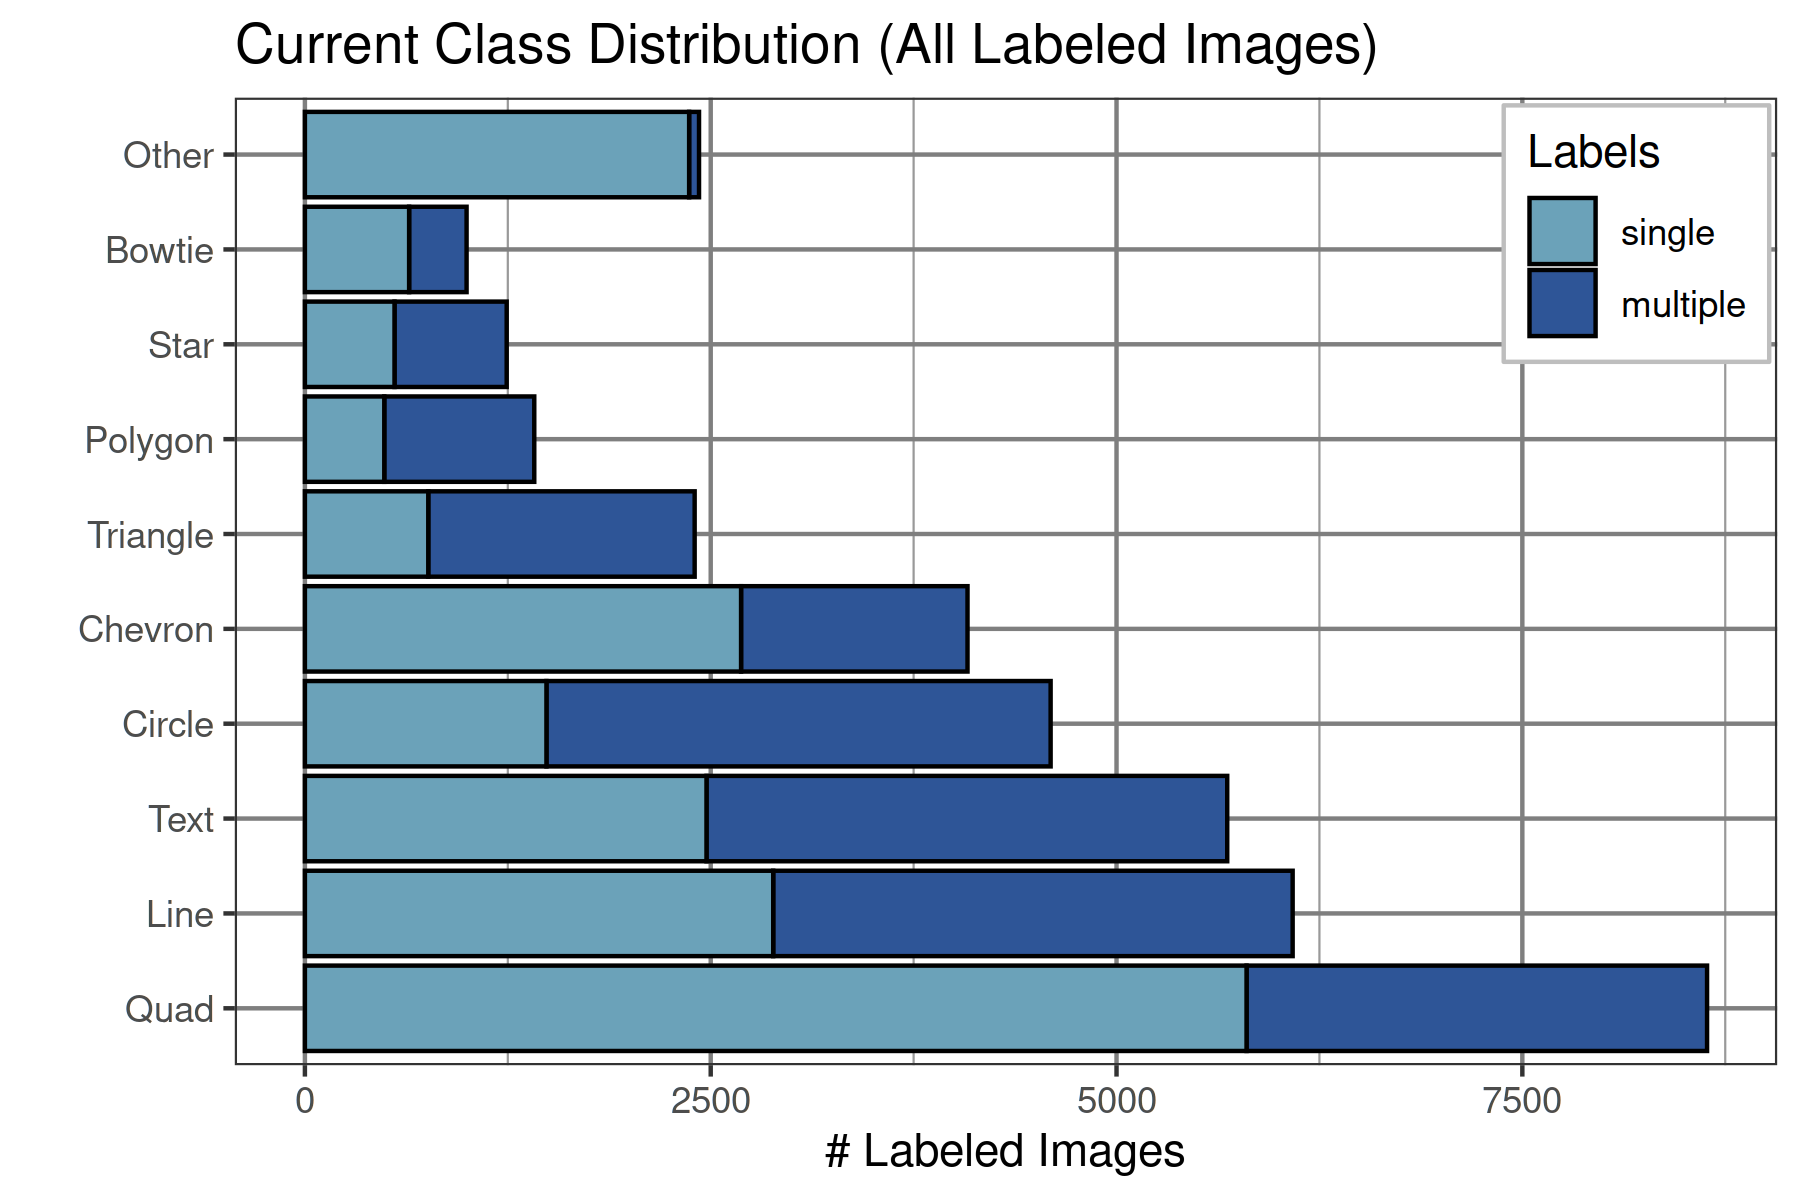 Current Class Distribution (All Labeled Images)
Labels
single
multiple
Other
Bowtie
Star
Polygon
Triangle
Chevron
Circle
Text
Line
Quad
0 2500 5000 7500
# Labeled Images